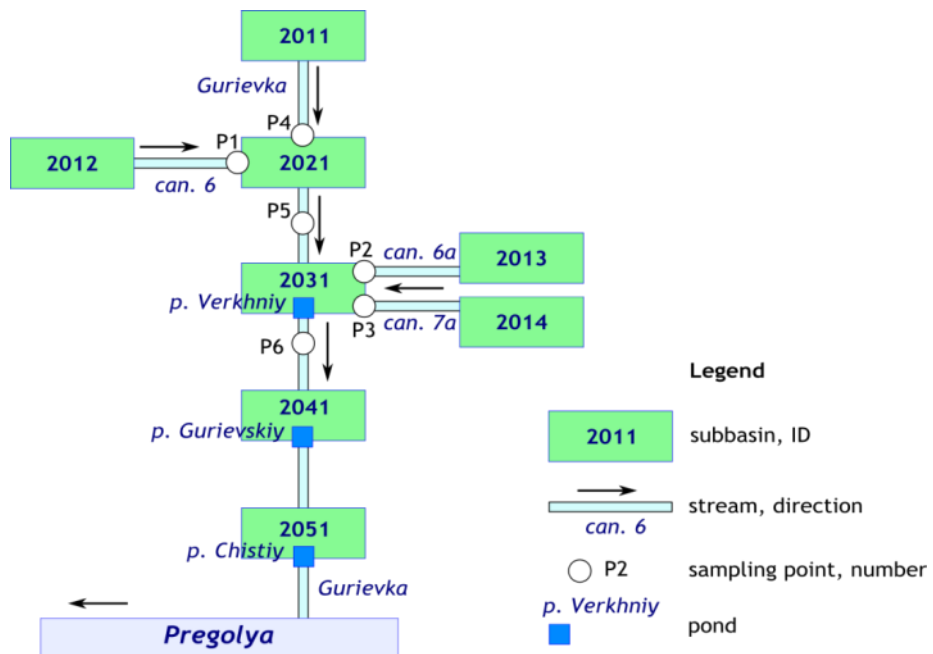 2011
Gurievka
P4
P1
2012
2021
can. 6
P5
P2
can. 6a
2013
2031
p. Verkhniy
P3
can. 7a
2014
P6
Legend
2041
p. Gurievskiy
2011
subbasin, ID
stream, direction
can. 6
2051
p. Chistiy
P2
sampling point, number
Gurievka
p. Verkhniy
pond
Pregolya